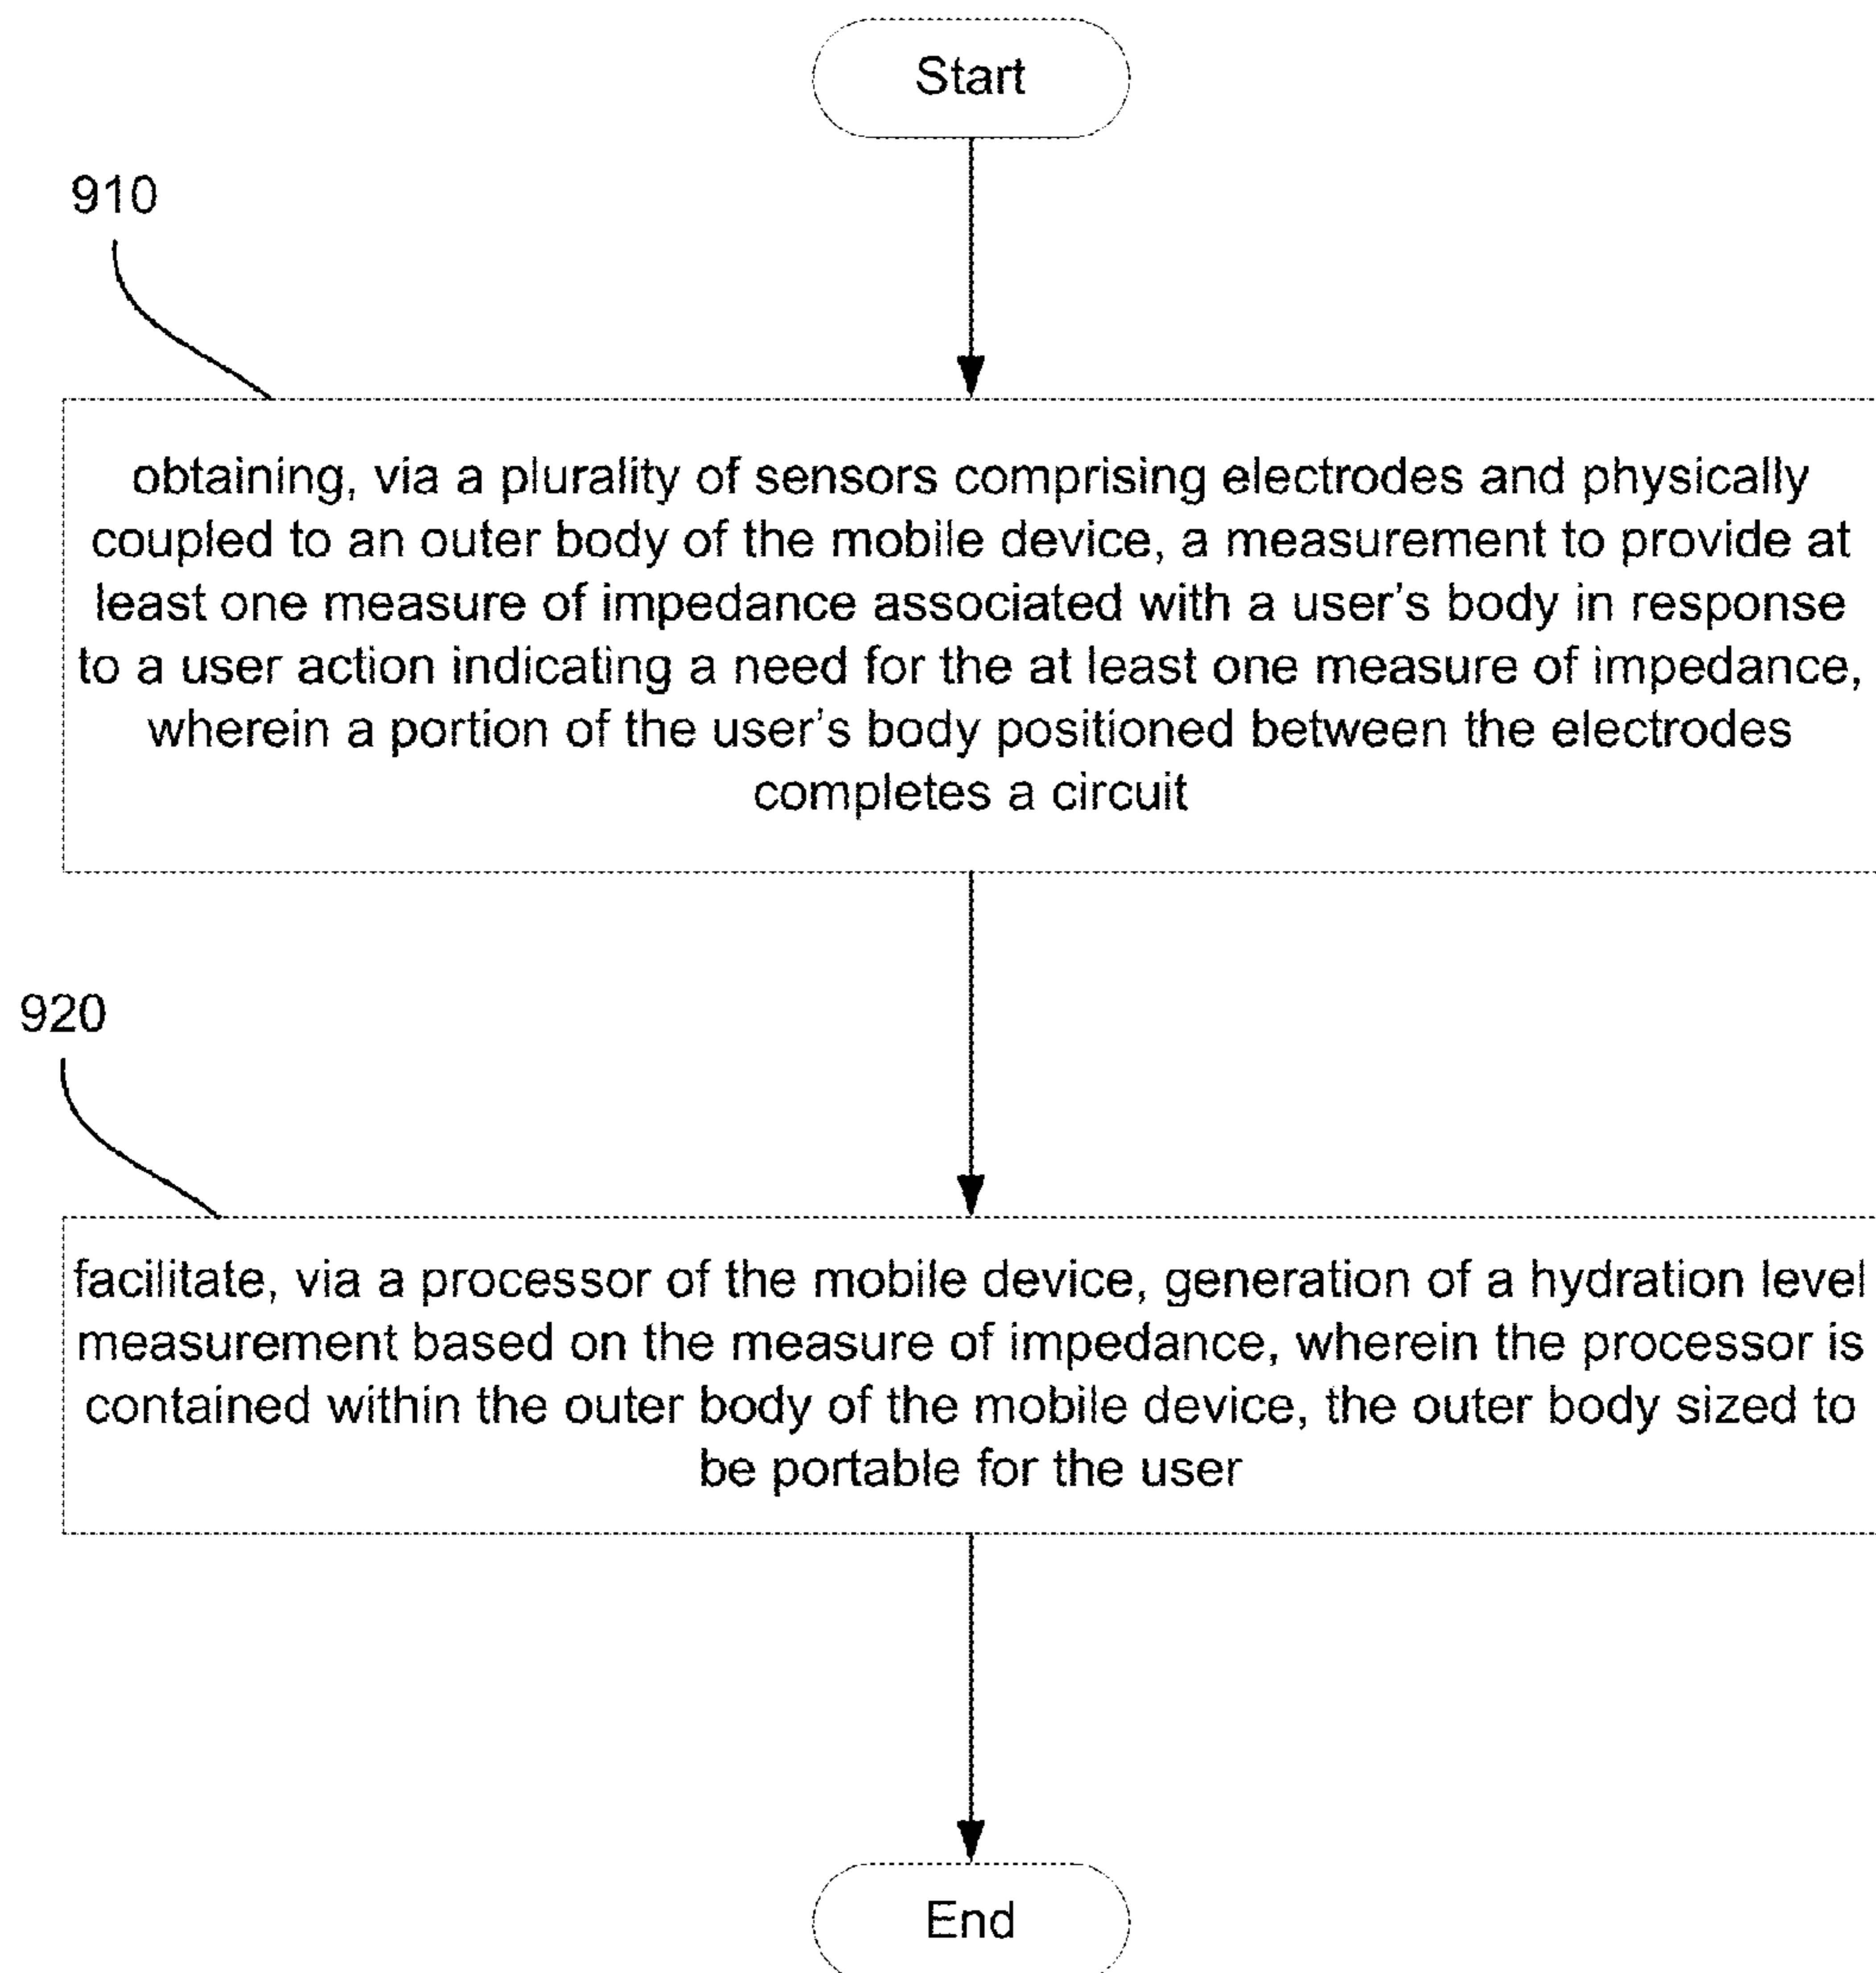 Start
910
obtaining, via a plurality of sensors comprising electrodes and physically
coupled to an outer body of the mobile device, a measurement to provide at
least one measure of impedance associated with a user's body in response
to a user action indicating a need for the at least one measure of impedance,
wherein a portion of the user's body positioned between the electrodes
completes a circuit
920
facilitate, via a processor of the mobile device, generation of a hydration level
measurement based on the measure of impedance, wherein the processor is
contained within the outer body of the mobile device, the outer body sized to
be portable for the user
End